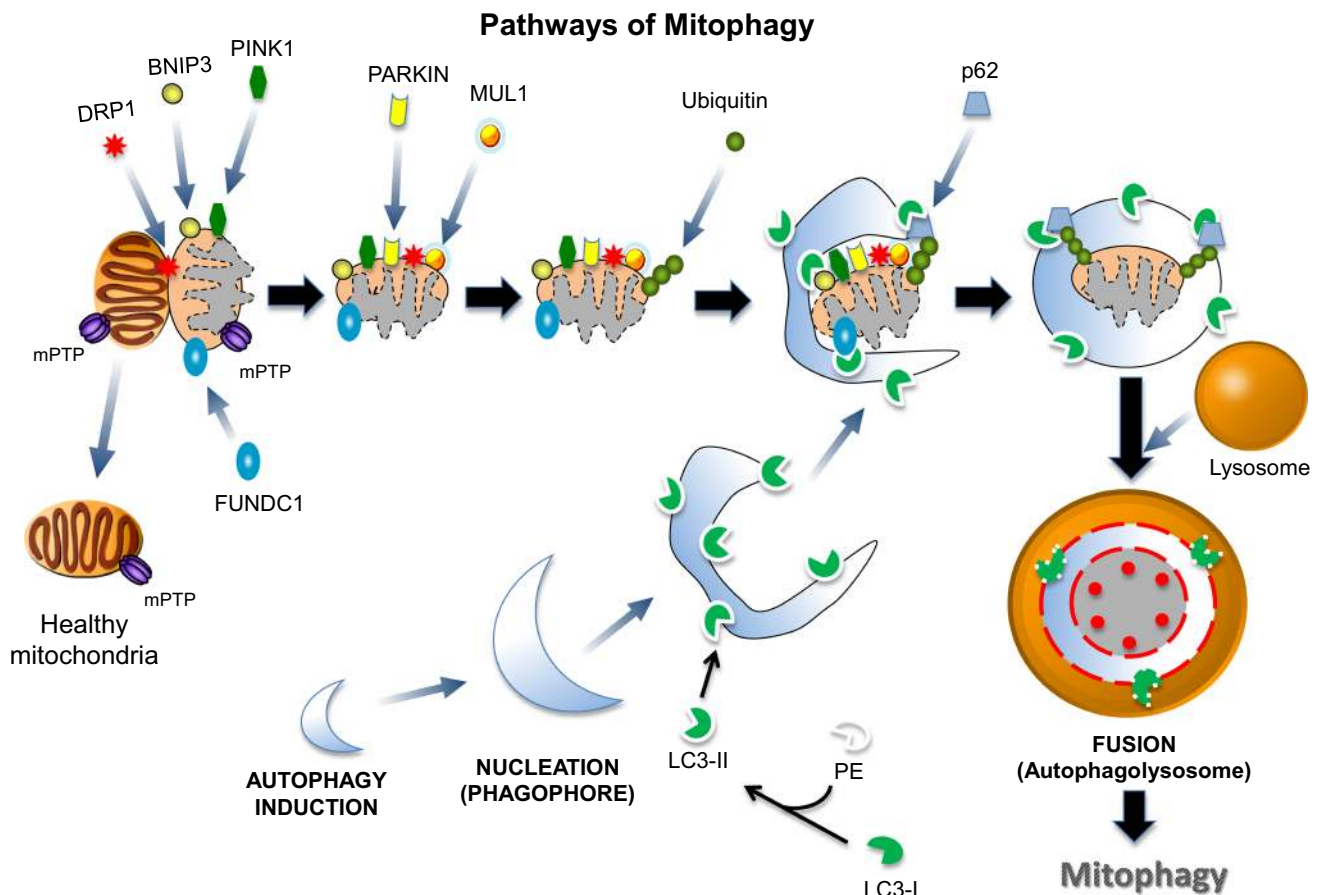 Pathways of Mitophagy
PINK1
BNIP3
DRP1
PARKIN
MUL1
Ubiquitin
p62
mPTP
mPTP
FUNDC1
Lysosome
mPTP
Healthy
mitochondria
LC3-II
PE
AUTOPHAGY
INDUCTION
NUCLEATION
(PHAGOPHORE)
FUSION
(Autophagolysosome)
LC3-I
Mitophagy